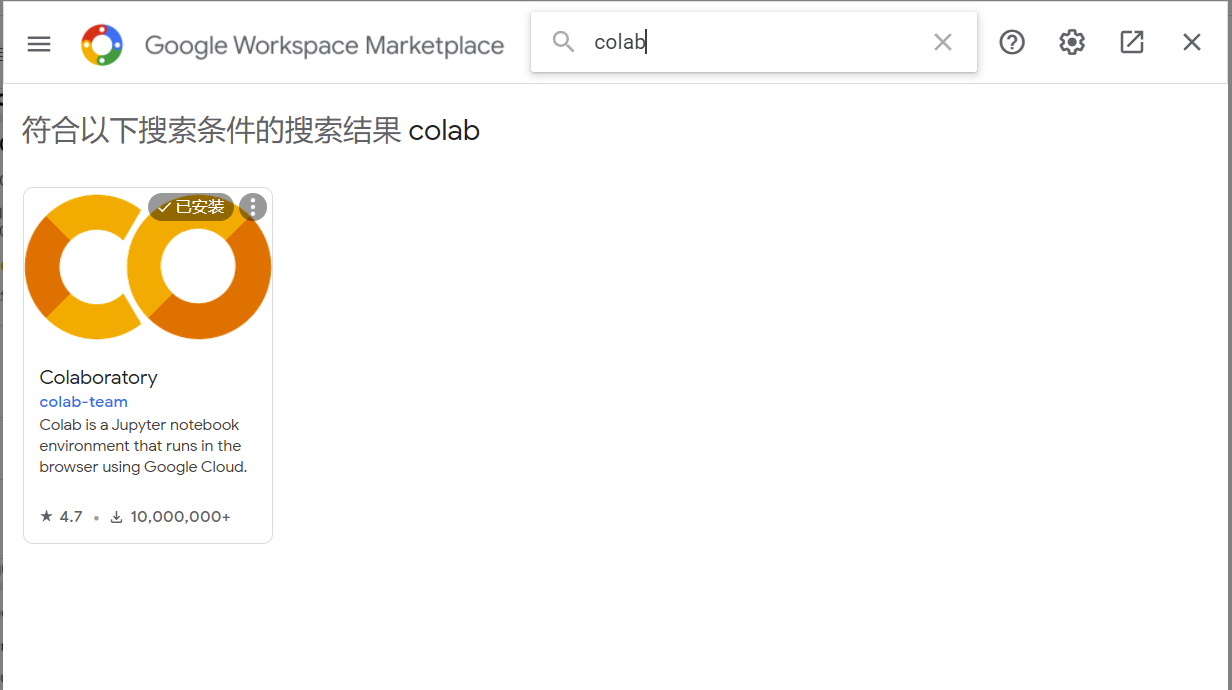 Google Workspace Marketplace
colab
符合以下搜索条件的搜索结果 colab
已安装
Colaboratory
colab-team
Colab is a Jupyter notebook
environment that runs in the
browser using Google Cloud.
4.7 • 10,000,000+